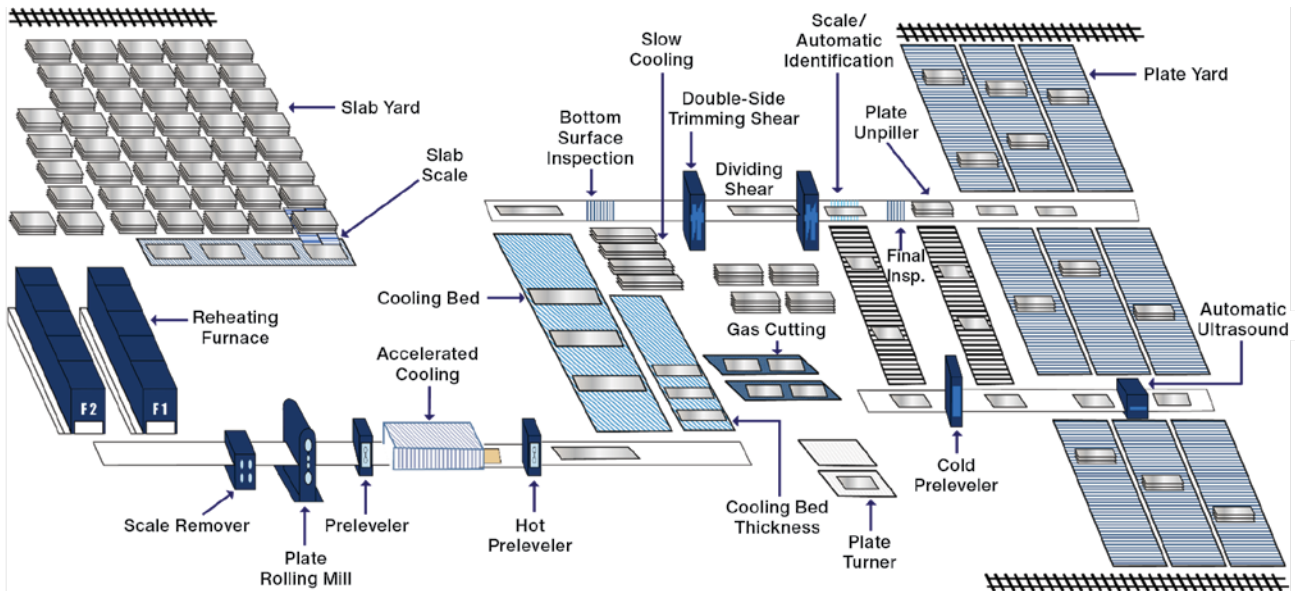 Slab Yard
Slab
Scale
Reheating
Furnace
F2
F1
Scale Remover
Plate
Rolling Mill
Preleveler
Accelerated
Cooling
Hot
Preleveler
Cooling Bed
Bottom
Surface
Inspection
Slow
Cooling
Double-Side
Trimming Shear
Dividing
Shear
Scale/
Automatic
Identification
Plate
Unpiller
Plate Yard
Final
Insp.
Gas Cutting
Automatic
Ultrasound
Cooling Bed
Thickness
Plate
Turner
Cold
Preleveler